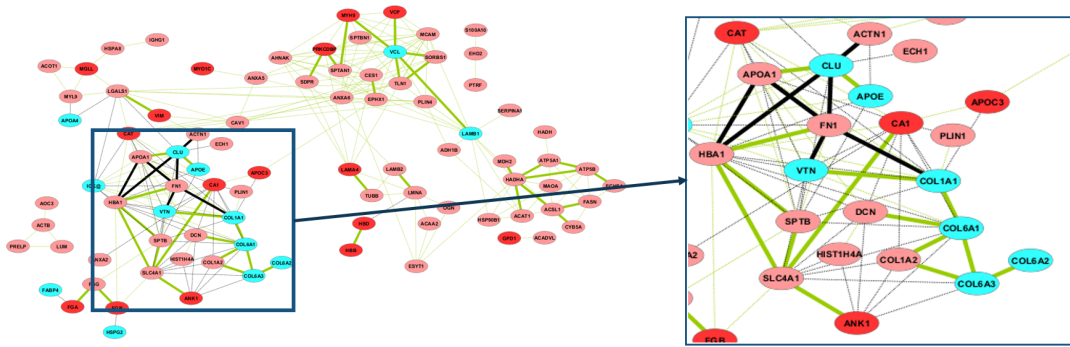 MYH9
VCP
S100A10
IGHG1
HSPA5
MCAM
PRKCDBP
SPTBN1
AHNAK
VCL
SORBS1
EHD2
ACOT1
MGLL
MYO1C
ANXA5
SPTAN1
CES1
SDPR
TLN1
PTRF
LGALS1
MYL9
ANXA6
EPHX1
PLIN4
SERPINA1
APOA4
VIM
CAV1
LAMB1
HADH
CAT
ACTN1
ECH1
ADH1B
CLU
APOA1
APOE
MDH2
ATP5A1
LAMB2
APOC3
LAMA4
HADHA
ATP5B
FN1
CA1
PLIN1
TUBB
LMNA
MAOA
HBA1
ACSL1
FASN
VTN
COL1A1
HSP90B1
ACAT1
CYB5A
HBD
ACTB
SPTB
DCN
COL6A1
HBB
ACAA2
GPD1
ACADVL
PRELP
LUM
ANXA2
HIST1H4A
COL1A2
COL6A2
ESYT1
SLC4A1
COL6A3
FABP4
FGA
ANK1
HSPG2
CAT
ACTN1
ECH1
CLU
APOA1
APOE
APOC3
FN1
CA1
PLIN1
HBA1
VTN
COL1A1
SPTB
DCN
COL6A1
HIST1H4A
COL1A2
COL6A2
A2
SLC4A1
COL6A3
ANK1
FGB